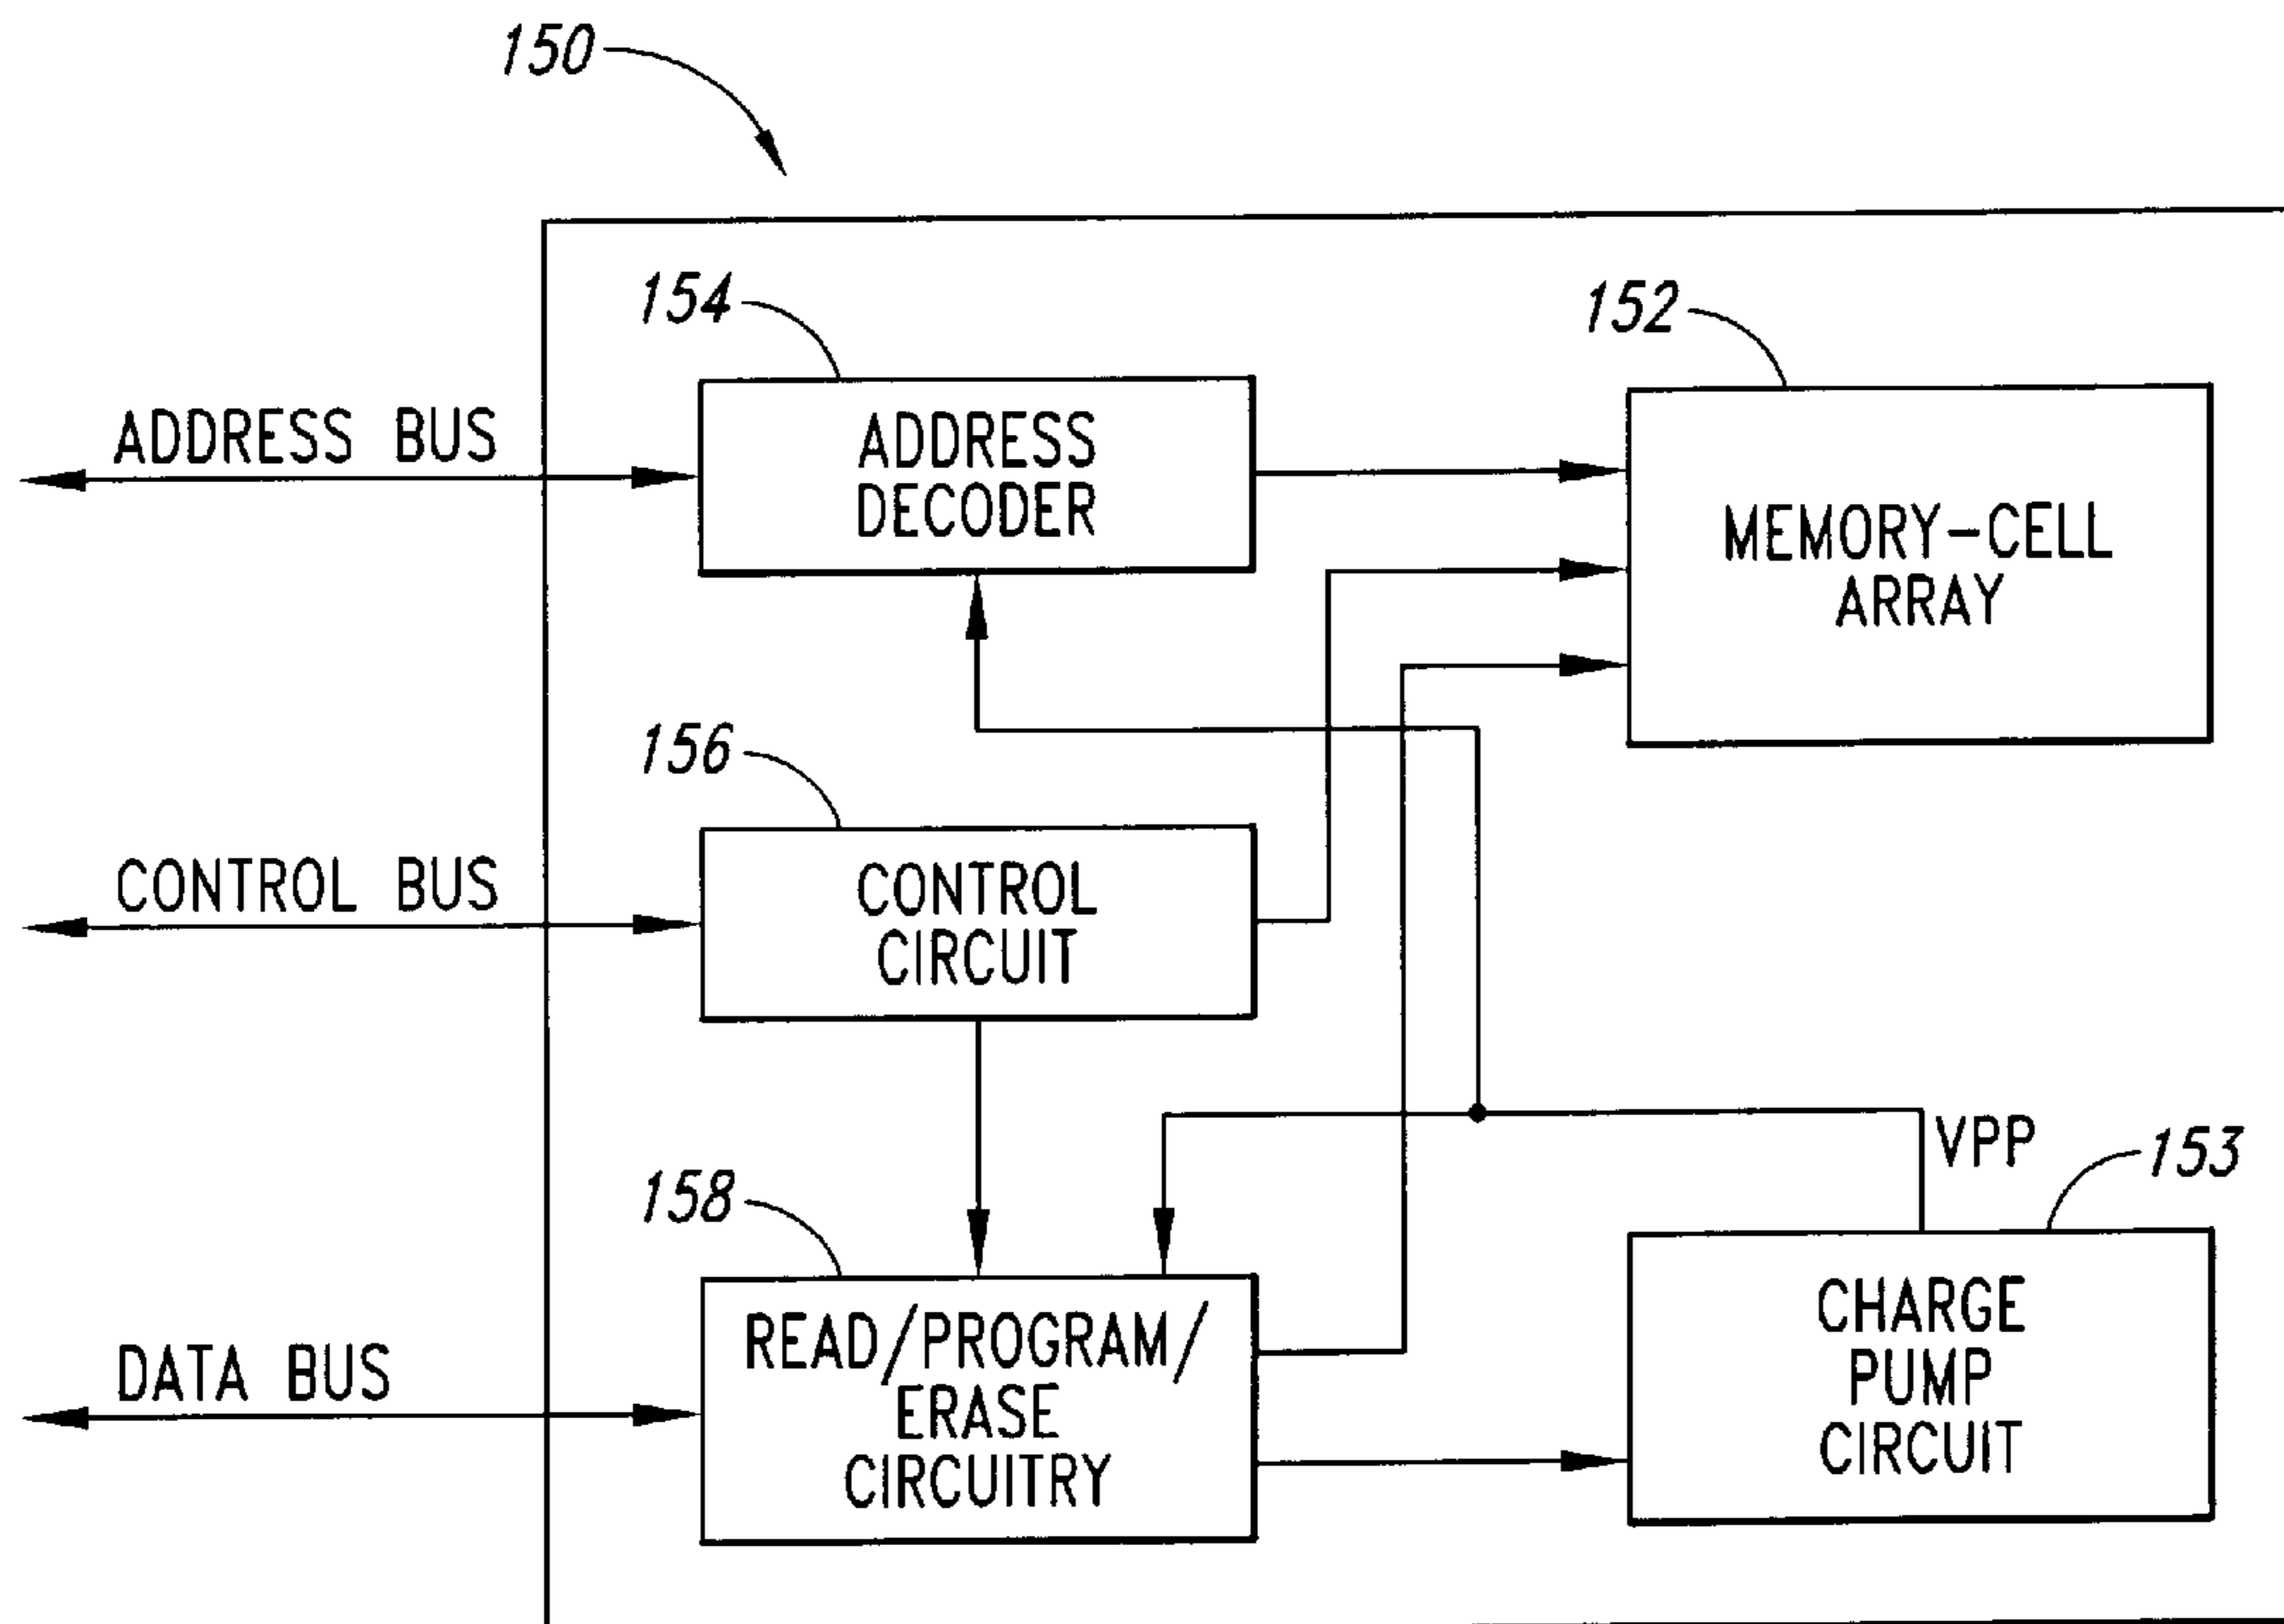 150
154
152
ADDRESS BUS
ADDRESS
DECODER
MEMORY-CELL
ARRAY
156
CONTROL BUS
CONTROL
CIRCUIT
VPP
153
158
DATA BUS
READ/PROGRAM/
ERASE
CIRCUITRY
CHARGE
PUMP
CIRCUIT